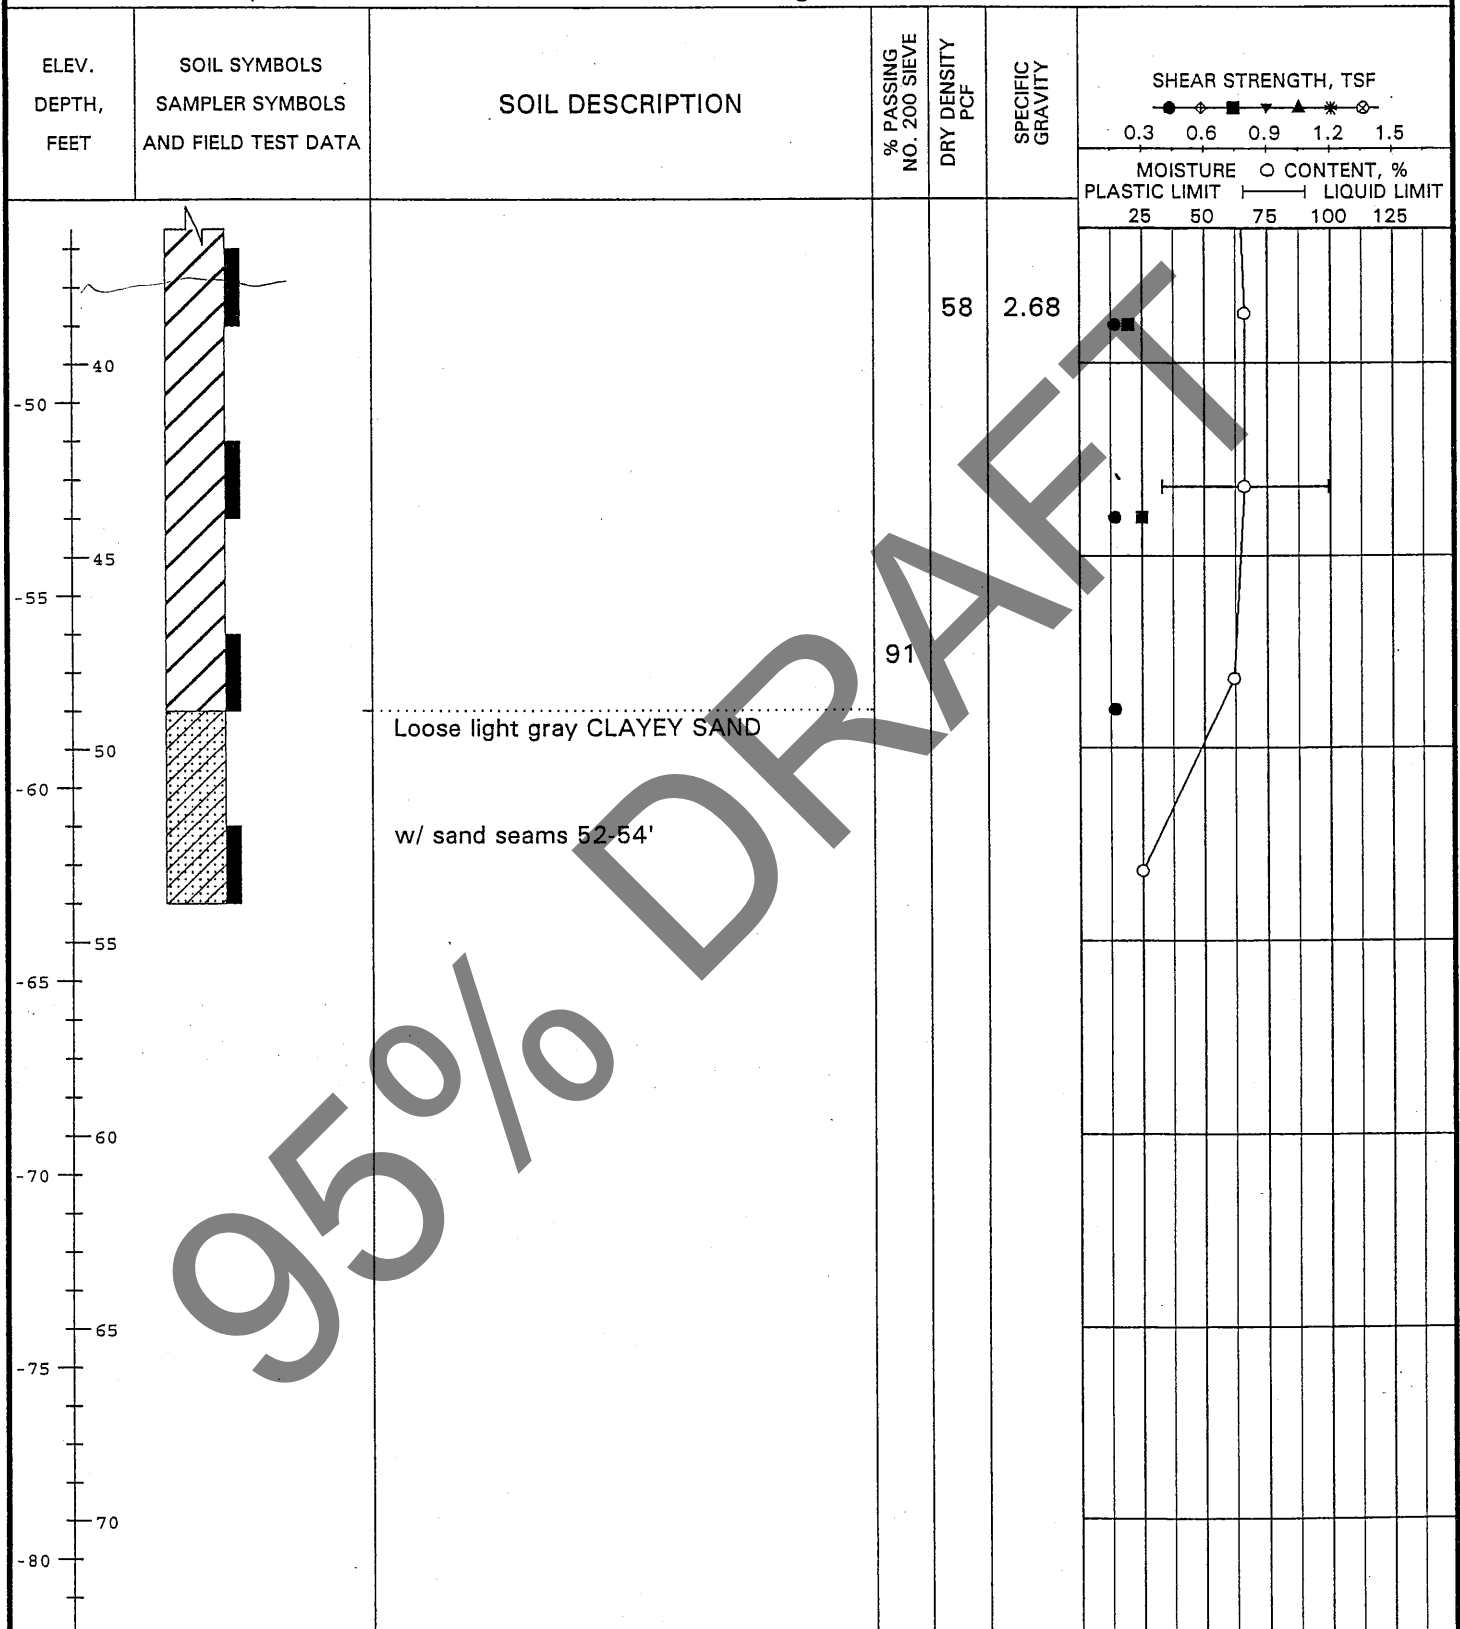 ELEV.
DEPTH,
FEET
SOIL SYMBOLS
SAMPLER SYMBOLS
AND FIELD TEST DATA
SOIL DESCRIPTION
% PASSING
NO. 200 SIEVE
DRY DENSITY
PCF
SPECIFIC
GRAVITY
SHEAR STRENGTH, TSF
0.3 0.6 0.9 1.2 1.5
MOISTURE CONTENT, %
PLASTIC LIMIT LIQUID LIMIT
25 50 75 100 125
58 2.68
40
-50
45
-55
91
Loose light gray CLAYEY SAND
50
-60
w/ sand seams 52-54'
55
-65
60
-70
65
-75
70
-80
95% DRAFT